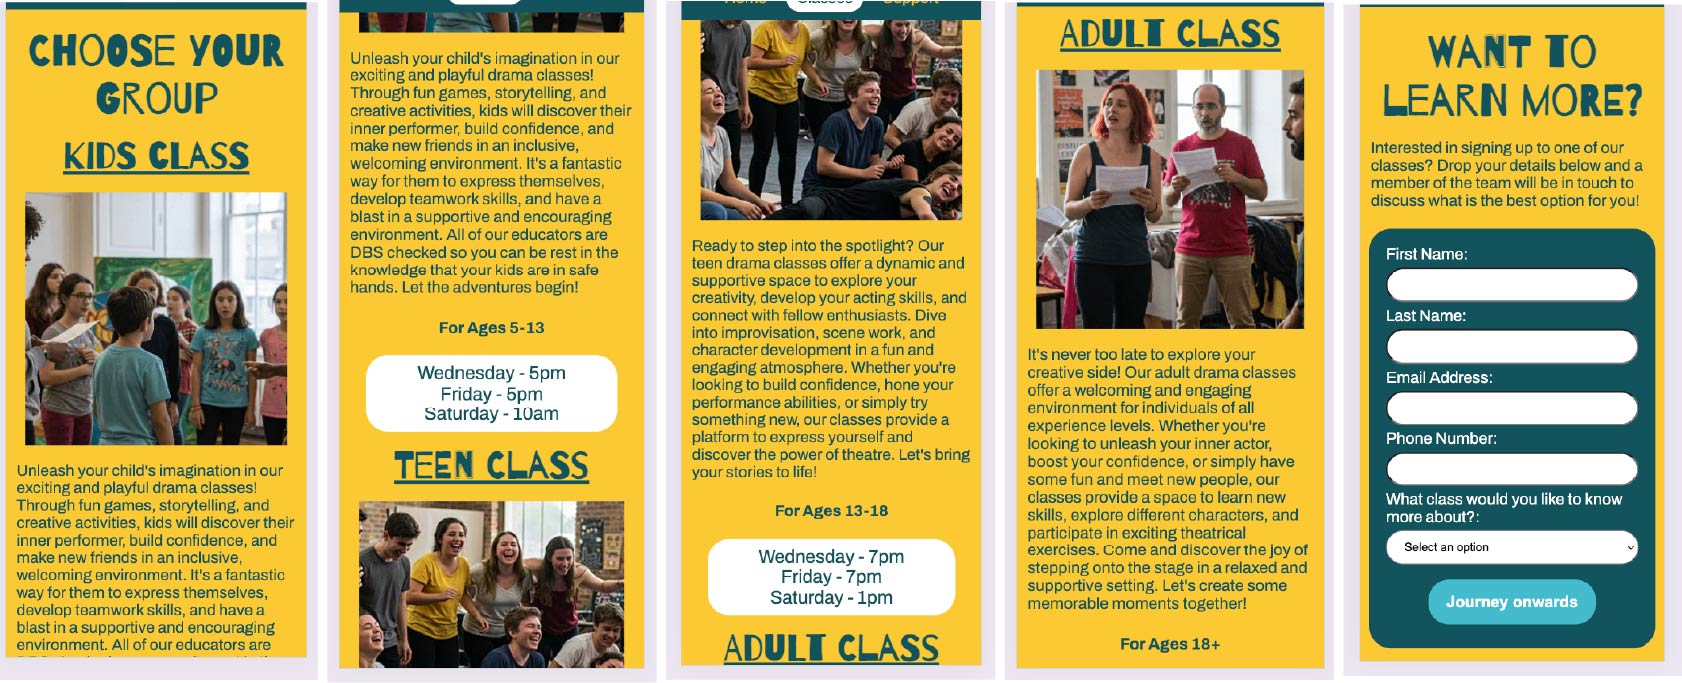 CHOOSE YOUR
GROUP
KIDS CLASS
Unleash your child's imagination in our
exciting and playful drama classes!
Through fun games, storytelling, and
creative activities, kids will discover their
inner performer, build confidence, and
make new friends in an inclusive,
welcoming environment. It's a fantastic
way for them to express themselves,
develop teamwork skills, and have a
blast in a supportive and encouraging
environment. All of our educators are
Unleash your child's imagination in our
exciting and playful drama classes!
Through fun games, storytelling, and
creative activities, kids will discover their
inner performer, build confidence, and
make new friends in an inclusive,
welcoming environment. It's a fantastic
way for them to express themselves,
develop teamwork skills, and have a
blast in a supportive and encouraging
environment. All of our educators are
DBS checked so you can be rest in the
knowledge that your kids are in safe
hands. Let the adventures begin!
For Ages 5-13
Wednesday - 5pm
Friday - 5pm
Saturday - 10am
TEEN CLASS
Home Classes Support
Ready to step into the spotlight? Our
teen drama classes offer a dynamic and
supportive space to explore your
creativity, develop your acting skills, and
connect with fellow enthusiasts. Dive
into improvisation, scene work, and
character development in a fun and
engaging atmosphere. Whether you're
looking to build confidence, hone your
performance abilities, or simply try
something new, our classes provide a
platform to express yourself and
discover the power of theatre. Let's bring
your stories to life!
For Ages 13-18
Wednesday - 7pm
Friday - 7pm
Saturday - 1pm
ADULT CLASS
ADULT CLASS
It's never too late to explore your
creative side! Our adult drama classes
offer a welcoming and engaging
environment for individuals of all
experience levels. Whether you're
looking to unleash your inner actor,
boost your confidence, or simply have
some fun and meet new people, our
classes provide a space to learn new
skills, explore different characters, and
participate in exciting theatrical
exercises. Come and discover the joy of
stepping onto the stage in a relaxed and
supportive setting. Let's create some
memorable moments together!
For Ages 18+
WANT TO
LEARN MORE?
Interested in signing up to one of our
classes? Drop your details below and a
member of the team will be in touch to
discuss what is the best option for you!
First Name:
Last Name:
Email Address:
Phone Number:
What class would you like to know
more about?:
Select an option
Journey onwards